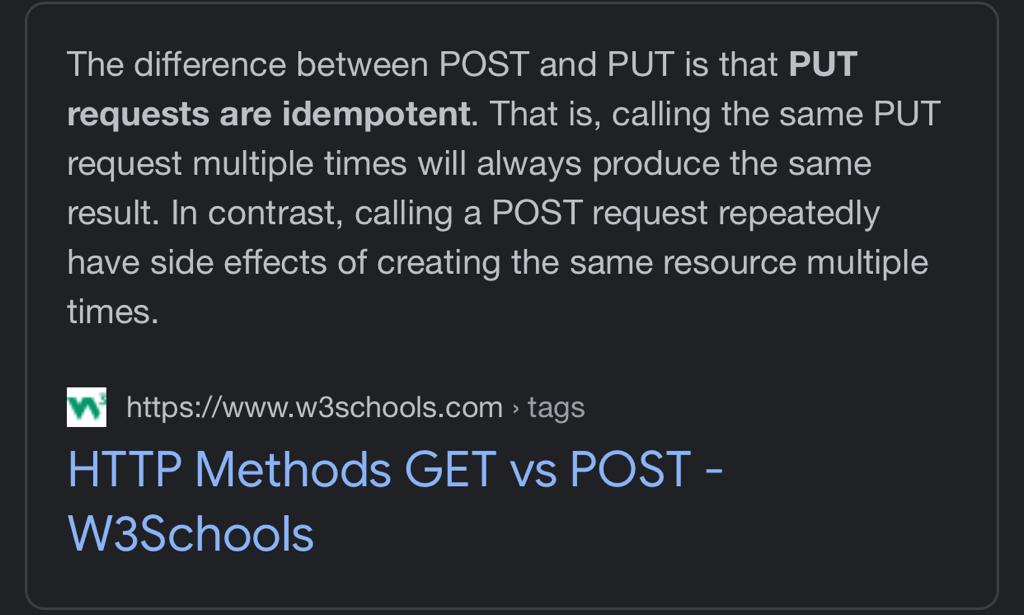 The difference between POST and PUT is that PUT
requests are idempotent. That is, calling the same PUT
request multiple times will always produce the same
result. In contrast, calling a POST request repeatedly
have side effects of creating the same resource multiple
times.
W3
https://www.w3schools.com › tags
HTTP Methods GET vs POST -
W3Schools